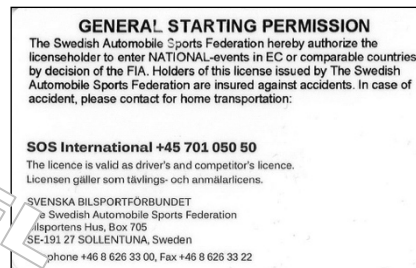 GENERAL STARTING PERMISSION
The Swedish Automobile Sports Federation hereby authorize the
licenseholder to enter NATIONAL-events in EC or comparable countries
by decision of the FIA. Holders of this license issued by The Swedish
Automobile Sports Federation are insured against accidents. In case of
accident, please contact for home transportation:
SOS International +45 701 050 50
The licence is valid as driver's and competitor's licence.
Licensen gäller som tävlings- och anmälarlicens.
SVENSKA BILSPORTFÖRBUNDET
Swedish Automobile Sports Federation
Hus, Box 705
SE-191 27 SOLLENTUNA, Sweden
+46 8 626 33 00, Fax +46 8 626 33 22